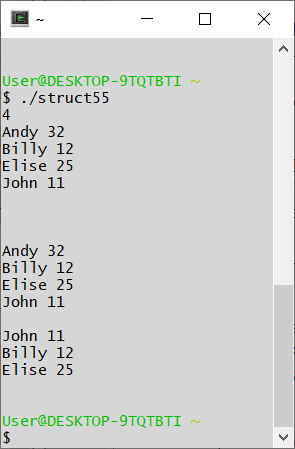 ~
User@DESKTOP-9TQTBTI ~
$ ./struct55
4
Andy 32
Billy 12
Elise 25
John 11
Andy 32
Billy 12
Elise 25
John 11
John 11
Billy 12
Elise 25
User@DESKTOP-9TQTBTI ~
$